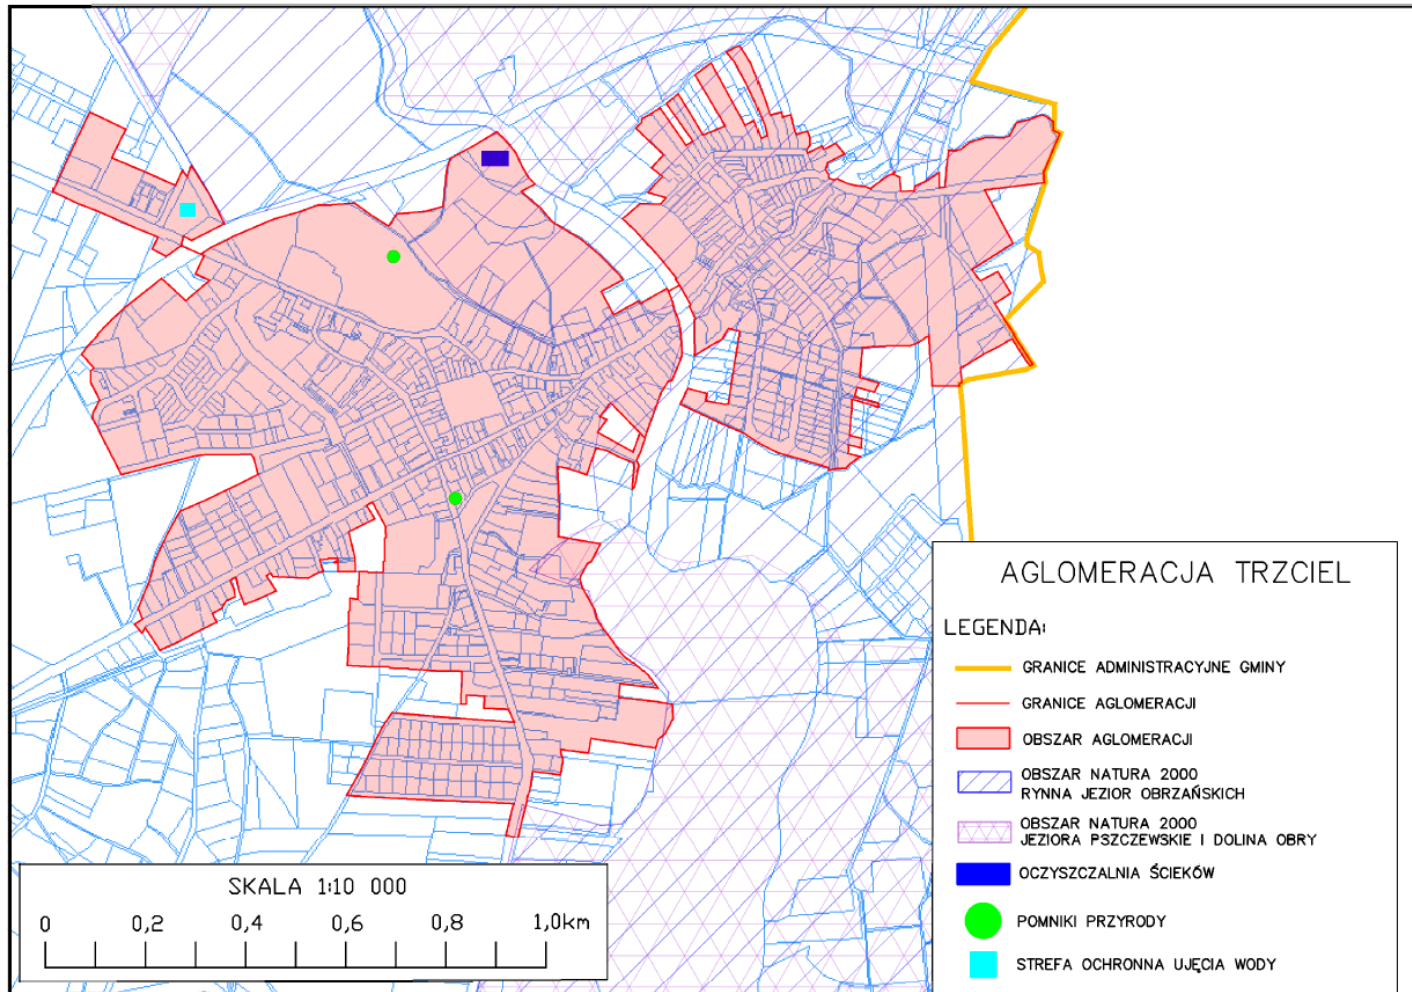 AGLOMERACJA TRZCIEL
LEGENDA:
GRANICE ADMINISTRACYJNE GMINY
GRANICE AGLOMERACJI
OBSZAR AGLOMERACJI
OBSZAR NATURA 2000
RYNNA JEZIOR OBRZAŃSKICH
OBSZAR NATURA 2000
JEZIORA PSZCZEWSKIE I DOLINA OBRY
OCZYSZCZALNIA ŚCIEKÓW
POMNIKI PRZYRODY
STREFA OCHRONNA UJĘCIA WODY
SKALA 1:10 000
0 0,2 0,4 0,6 0,8 1,0km